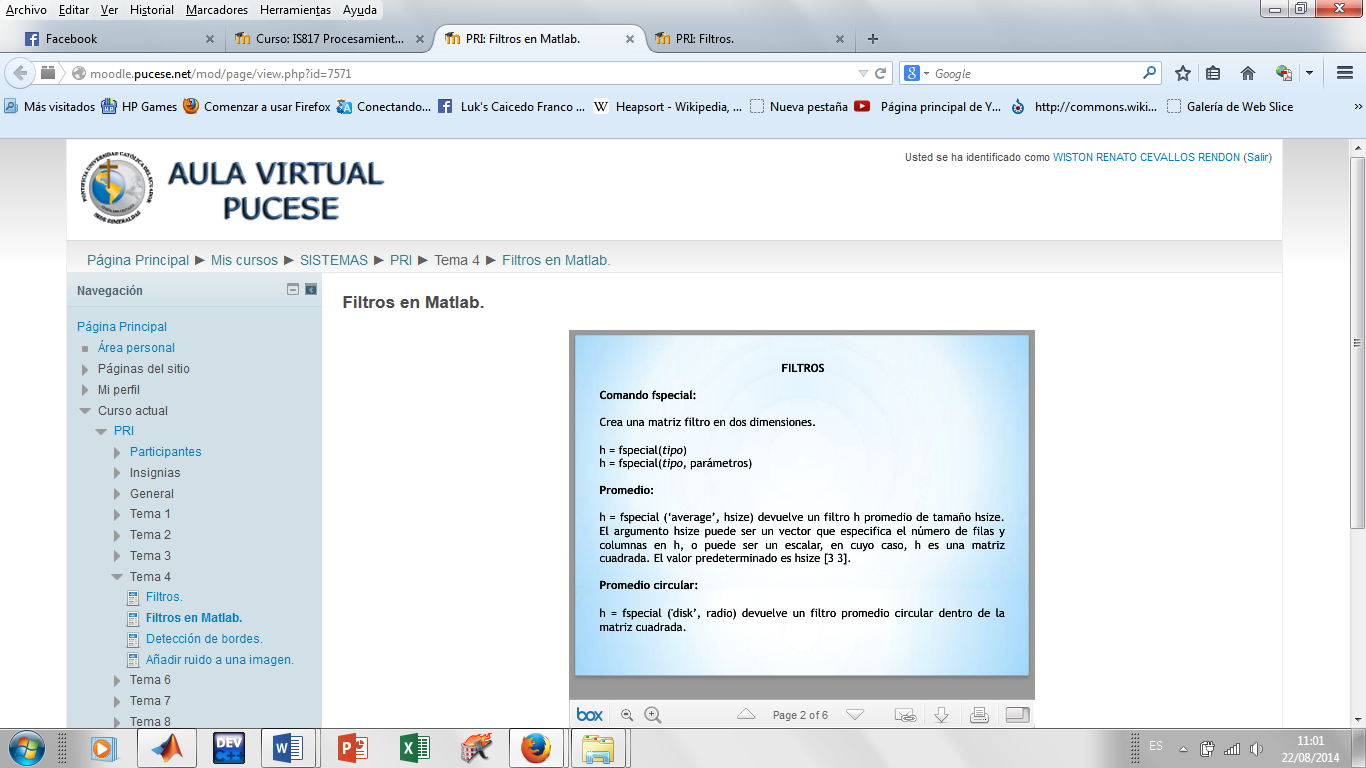 Archivo Editar Ver Historial Marcadores Herramientas Ayuda
Facebook
Curso: IS817 Procesamient...
PRI: Filtros en Matlab.
PRI: Filtros.
moodle.pucese.net/mod/page/view.php?id=7571
Google
Más visitados HP Games Comenzar a usar Firefox Conectando... Luk's Caicedo Franco ... Heapsort - Wikipedia, ... Nueva pestaña Página principal de Y... http://commons.wiki... Galería de Web Slice »
AULA VIRTUAL
PUCESE
Usted se ha identificado como WISTON RENATO CEVALLOS RENDON (Salir)
Página Principal ► Mis cursos ► SISTEMAS ► PRI ► Tema 4 ► Filtros en Matlab.
Navegación
Página Principal
Área personal
Páginas del sitio
Mi perfil
Curso actual
PRI
Participantes
Insignias
General
Tema 1
Tema 2
Tema 3
Tema 4
Filtros.
Filtros en Matlab.
Detección de bordes.
Añadir ruido a una imagen.
Tema 6
Tema 7
Tema 8
Filtros en Matlab.
FILTROS
Comando fspecial:
Crea una matriz filtro en dos dimensiones.
h = fspecial(tipo)
h = fspecial(tipo, parámetros)
Promedio:
h = fspecial (‘average’, hsize) devuelve un filtro h promedio de tamaño hsize.
El argumento hsize puede ser un vector que especifica el número de filas y
columnas en h, o puede ser un escalar, en cuyo caso, h es una matriz
cuadrada. El valor predeterminado es hsize [3 3].
Promedio circular:
h = fspecial ('disk’, radio) devuelve un filtro promedio circular dentro de la
matriz cuadrada.
box
Page 2 of 6
DEV
C++
ES
11:01
22/08/2014